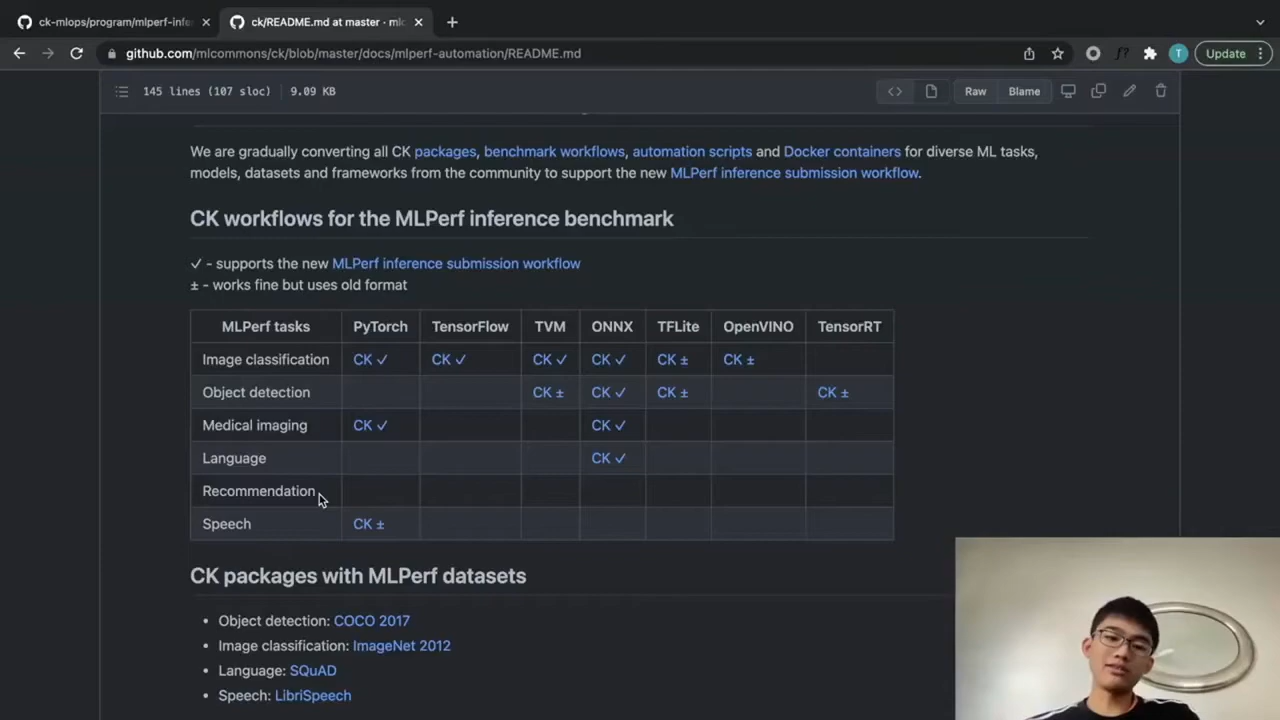 ck-mlops/program/mlperf-infe
ck/README.md at master · mlc
github.com/mlcommons/ck/blob/master/docs/mlperf-automation/README.md
T
Update
145 lines (107 sloc) | 9.09 KB
Raw
Blame
We are gradually converting all CK packages, benchmark workflows, automation scripts and Docker containers for diverse ML tasks,
models, datasets and frameworks from the community to support the new MLPerf inference submission workflow.
CK workflows for the MLPerf inference benchmark
✓ - supports the new MLPerf inference submission workflow
± - works fine but uses old format
MLPerf tasks PyTorch TensorFlow TVM ONNX TFLite OpenVINO TensorRT
Image classification CK ✓ CK ✓ CK ✓ CK ✓ CK ± CK ±
Object detection CK ± CK ✓ CK ± CK ±
Medical imaging CK ✓ CK ✓
Language CK ✓
Recommendation
Speech CK ±
CK packages with MLPerf datasets
• Object detection: COCO 2017
• Image classification: ImageNet 2012
• Language: SQuAD
• Speech: LibriSpeech